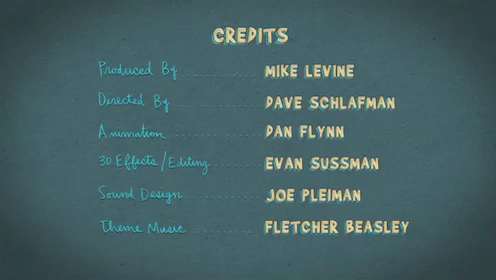 CREDITS
Produced By.................. MIKE LEVINE
Directed By.................. DAVE SCHLAFMAN
Animation.................. DAN FLYNN
3D Effects/Editing.......... EVAN SUSSMAN
Sound Design............... JOE PLEIMAN
Theme Music............... FLETCHER BEASLEY